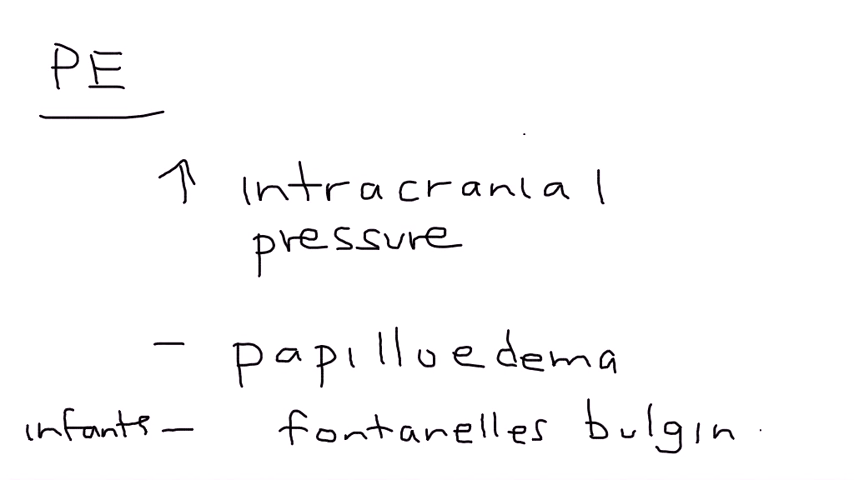 PE
↑ intracranial
pressure
- papilloedema
infants - fontanelles bulgin